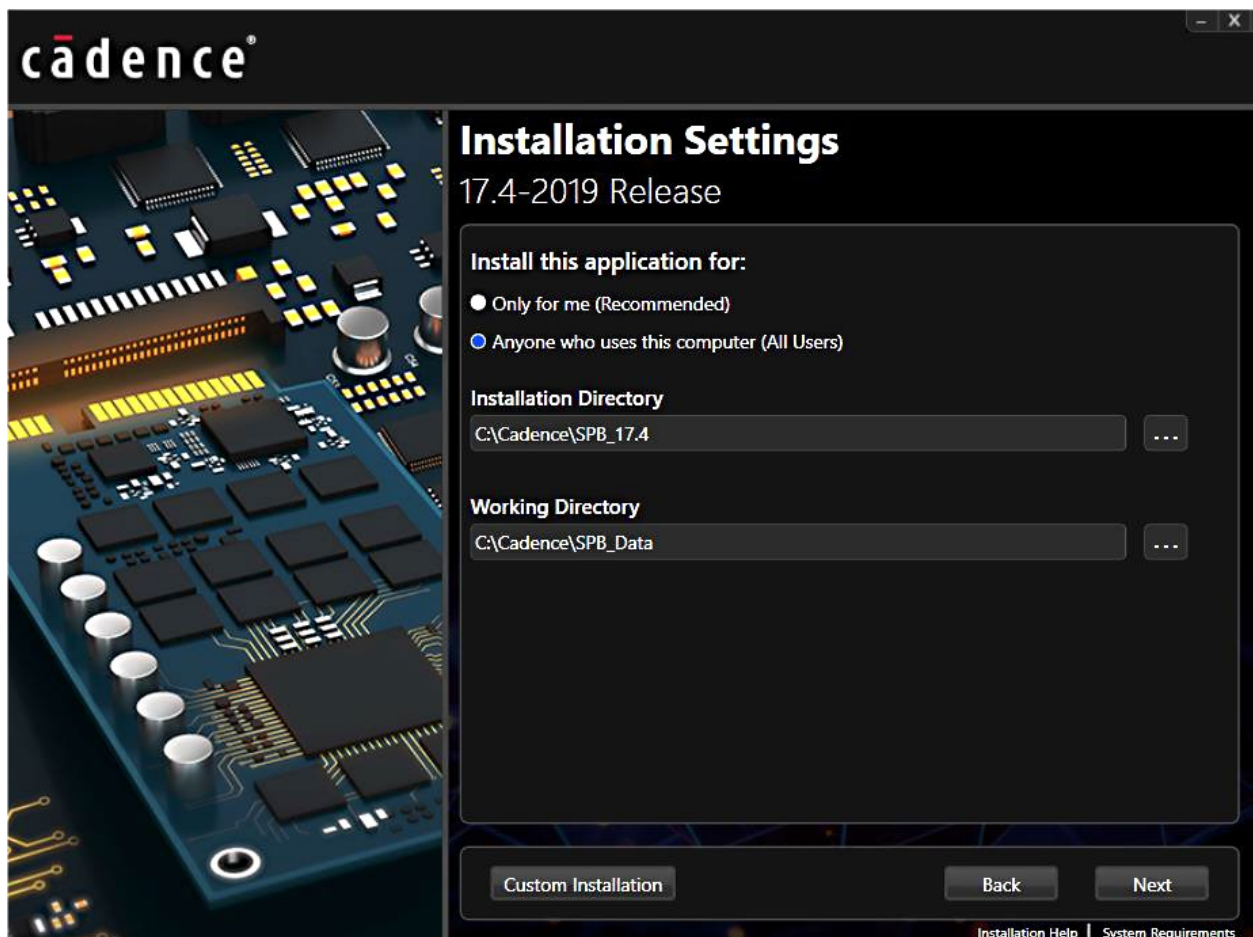 cādence®
Installation Settings
17.4-2019 Release
Install this application for:
Only for me (Recommended)
Anyone who uses this computer (All Users)
Installation Directory
C:\Cadence\SPB_17.4
...
Working Directory
C:\Cadence\SPB_Data
...
Custom Installation
Back
Next
Installation Help | System Requirements